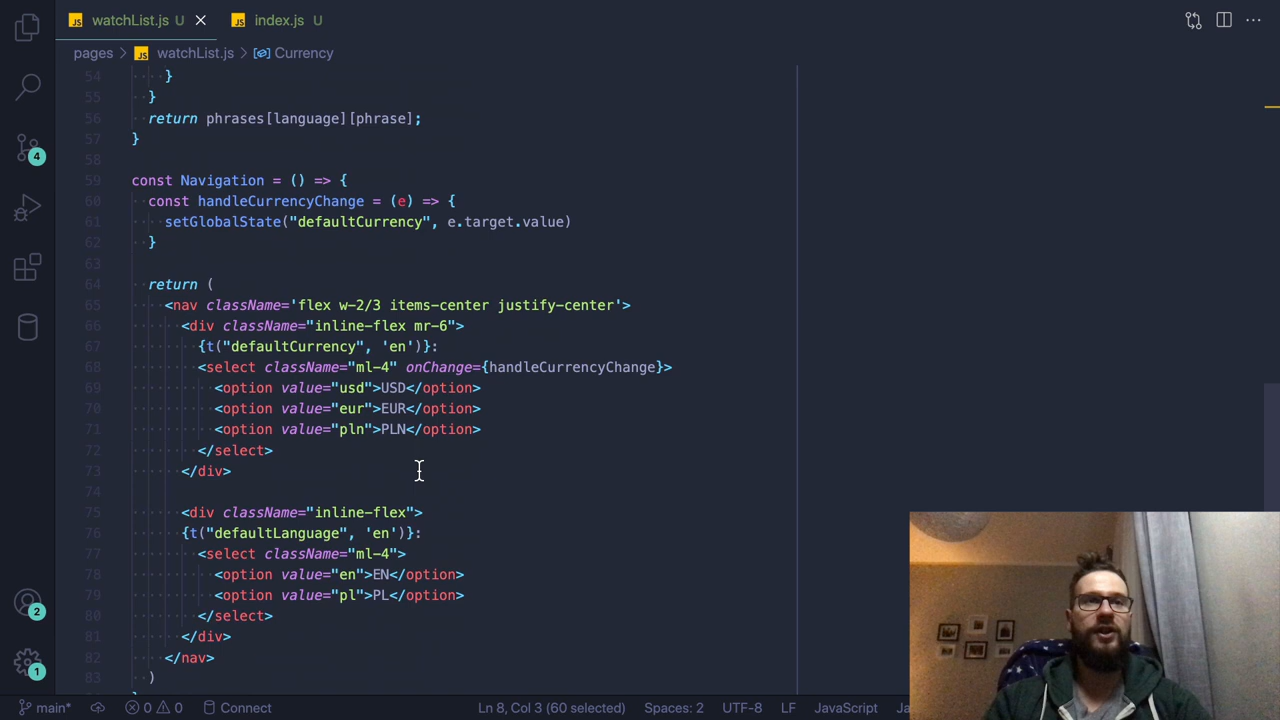 watchList.js U
index.js U
pages > watchList.js > Currency
54 }
55 }
56 return phrases[language][phrase];
57 }
58
59 const Navigation = () => {
60 const handleCurrencyChange = (e) => {
81 setGlobalState("defaultCurrency", e.target.value)
62 }
63
64 return (
65 <nav className='flex w-2/3 items-center justify-center'>
66 <div className="inline-flex mr-6">
67 {t("defaultCurrency", 'en')}:
68 <select className="ml-4" onChange={handleCurrencyChange}>
69 <option value="usd">USD</option>
70 <option value="eur">EUR</option>
71 <option value="pln">PLN</option>
72 </select>
73 </div>
74
75 <div className="inline-flex">
76 {t("defaultLanguage", 'en')}:
77 <select className="ml-4">
78 <option value="en">EN</option>
79 <option value="pl">PL</option>
80 </select>
81 </div>
82 </nav>
83 )
4
2
1
main* 0 0 Connect Ln 8, Col 3 (60 selected) Spaces: 2 UTF-8 LF JavaScript Ja